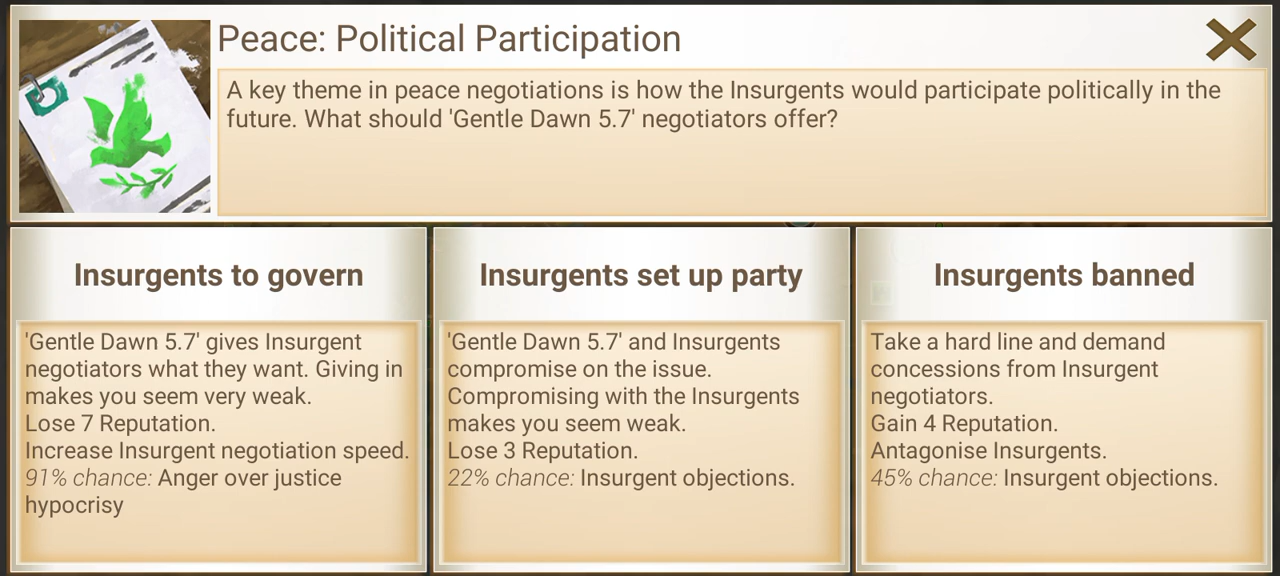 Peace: Political Participation
A key theme in peace negotiations is how the Insurgents would participate politically in the
future. What should 'Gentle Dawn 5.7' negotiators offer?
Insurgents to govern
'Gentle Dawn 5.7' gives Insurgent
negotiators what they want. Giving in
makes you seem very weak.
Lose 7 Reputation.
Increase Insurgent negotiation speed.
91% chance: Anger over justice
hypocrisy
Insurgents set up party
'Gentle Dawn 5.7' and Insurgents
compromise on the issue.
Compromising with the Insurgents
makes you seem weak.
Lose 3 Reputation.
22% chance: Insurgent objections.
Insurgents banned
Take a hard line and demand
concessions from Insurgent
negotiators.
Gain 4 Reputation.
Antagonise Insurgents.
45% chance: Insurgent objections.